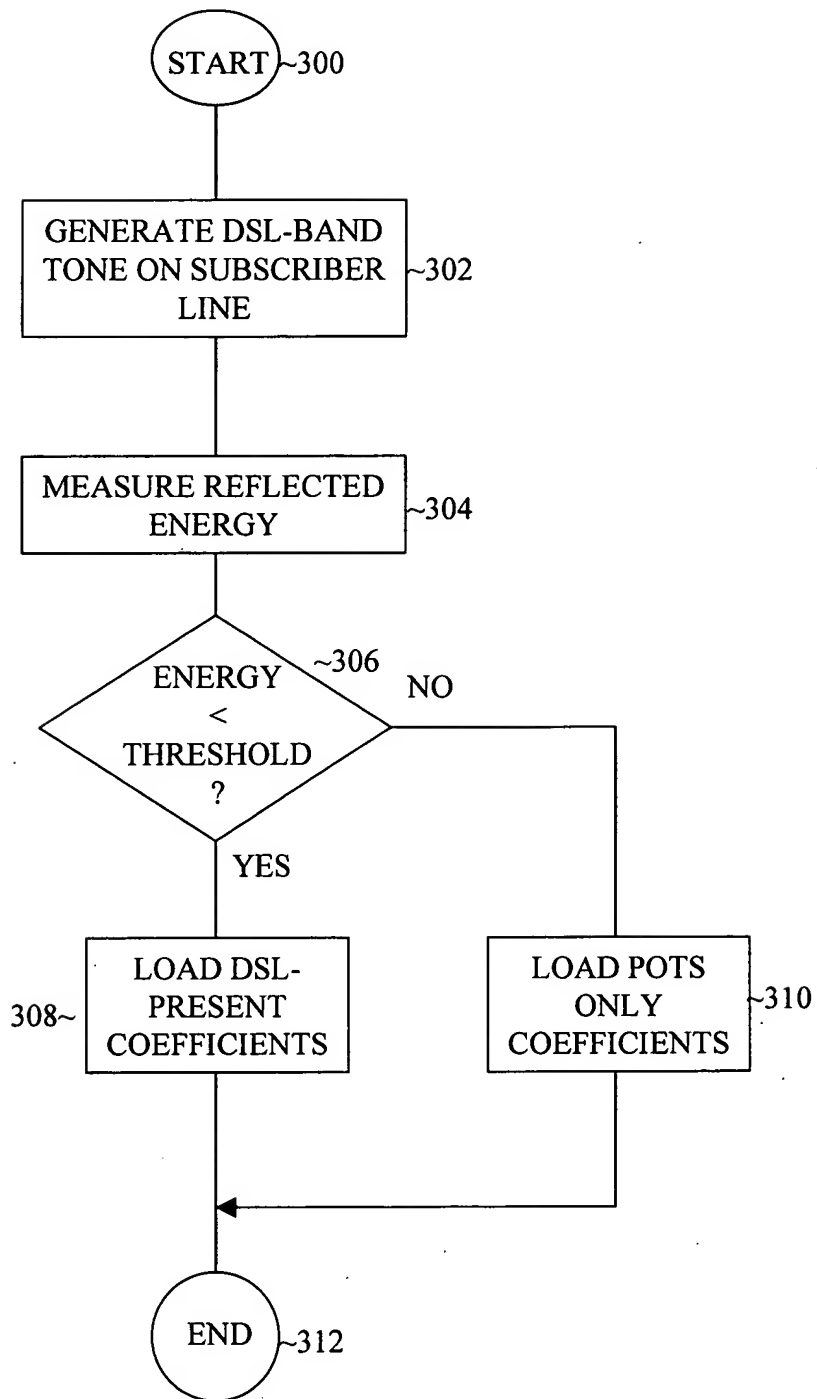 START ~300
GENERATE DSL-BAND
TONE ON SUBSCRIBER
LINE
~302
MEASURE REFLECTED
ENERGY
~304
ENERGY
<
THRESHOLD
?
~306
NO
YES
308~
LOAD DSL-
PRESENT
COEFFICIENTS
LOAD POTS
ONLY
COEFFICIENTS
~310
END ~312